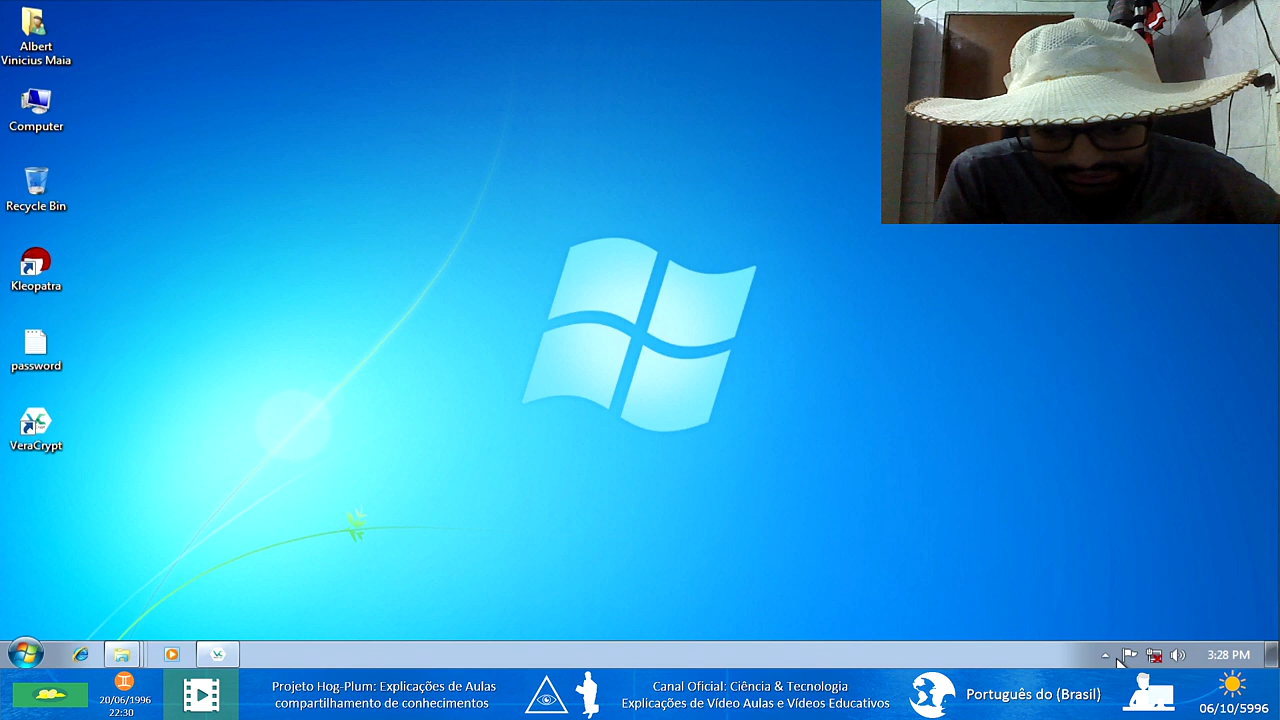 Albert
Vinicius Maia
Computer
Recycle Bin
Kleopatra
password
VeraCrypt
3:28 PM
20/06/1996
22:30
Projeto Hog-Plum: Explicações de Aulas
compartilhamento de conhecimentos
Canal Oficial: Ciência & Tecnologia
Explicações de Vídeo Aulas e Vídeos Educativos
Português do (Brasil)
06/10/5996